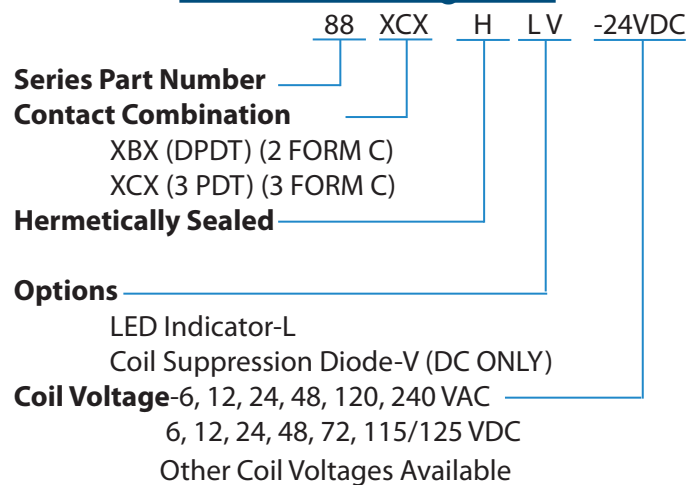 88 XCX H L V -24VDC
Series Part Number
Contact Combination
XBX (DPDT) (2 FORM C)
XCX (3 PDT) (3 FORM C)
Hermetically Sealed
Options
LED Indicator-L
Coil Suppression Diode-V (DC ONLY)
Coil Voltage-6, 12, 24, 48, 120, 240 VAC
6, 12, 24, 48, 72, 115/125 VDC
Other Coil Voltages Available